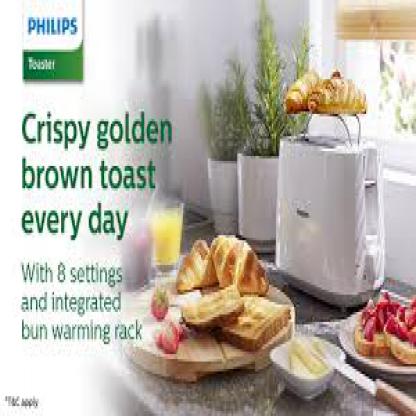 PHILIPS
Toaster
Crispy golden
brown toast
every day
With 8 settings
and integrated
bun warming rack
*T&C apply